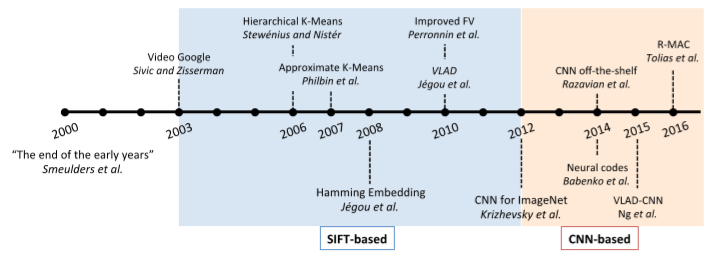 Hierarchical K-Means
Stewénius and Nistér
Improved FV
Perronnin et al.
R-MAC
Tolias et al.
Video Google
Sivic and Zisserman
Approximate K-Means
Philbin et al.
VLAD
Jégou et al.
CNN off-the-shelf
Razavian et al.
2000
2003
2006
2007
2008
2010
2012
2014
2015
2016
“The end of the early years”
Smeulders et al.
Hamming Embedding
Jégou et al.
CNN for ImageNet
Krizhevsky et al.
Neural codes
Babenko et al.
VLAD-CNN
Ng et al.
SIFT-based
CNN-based